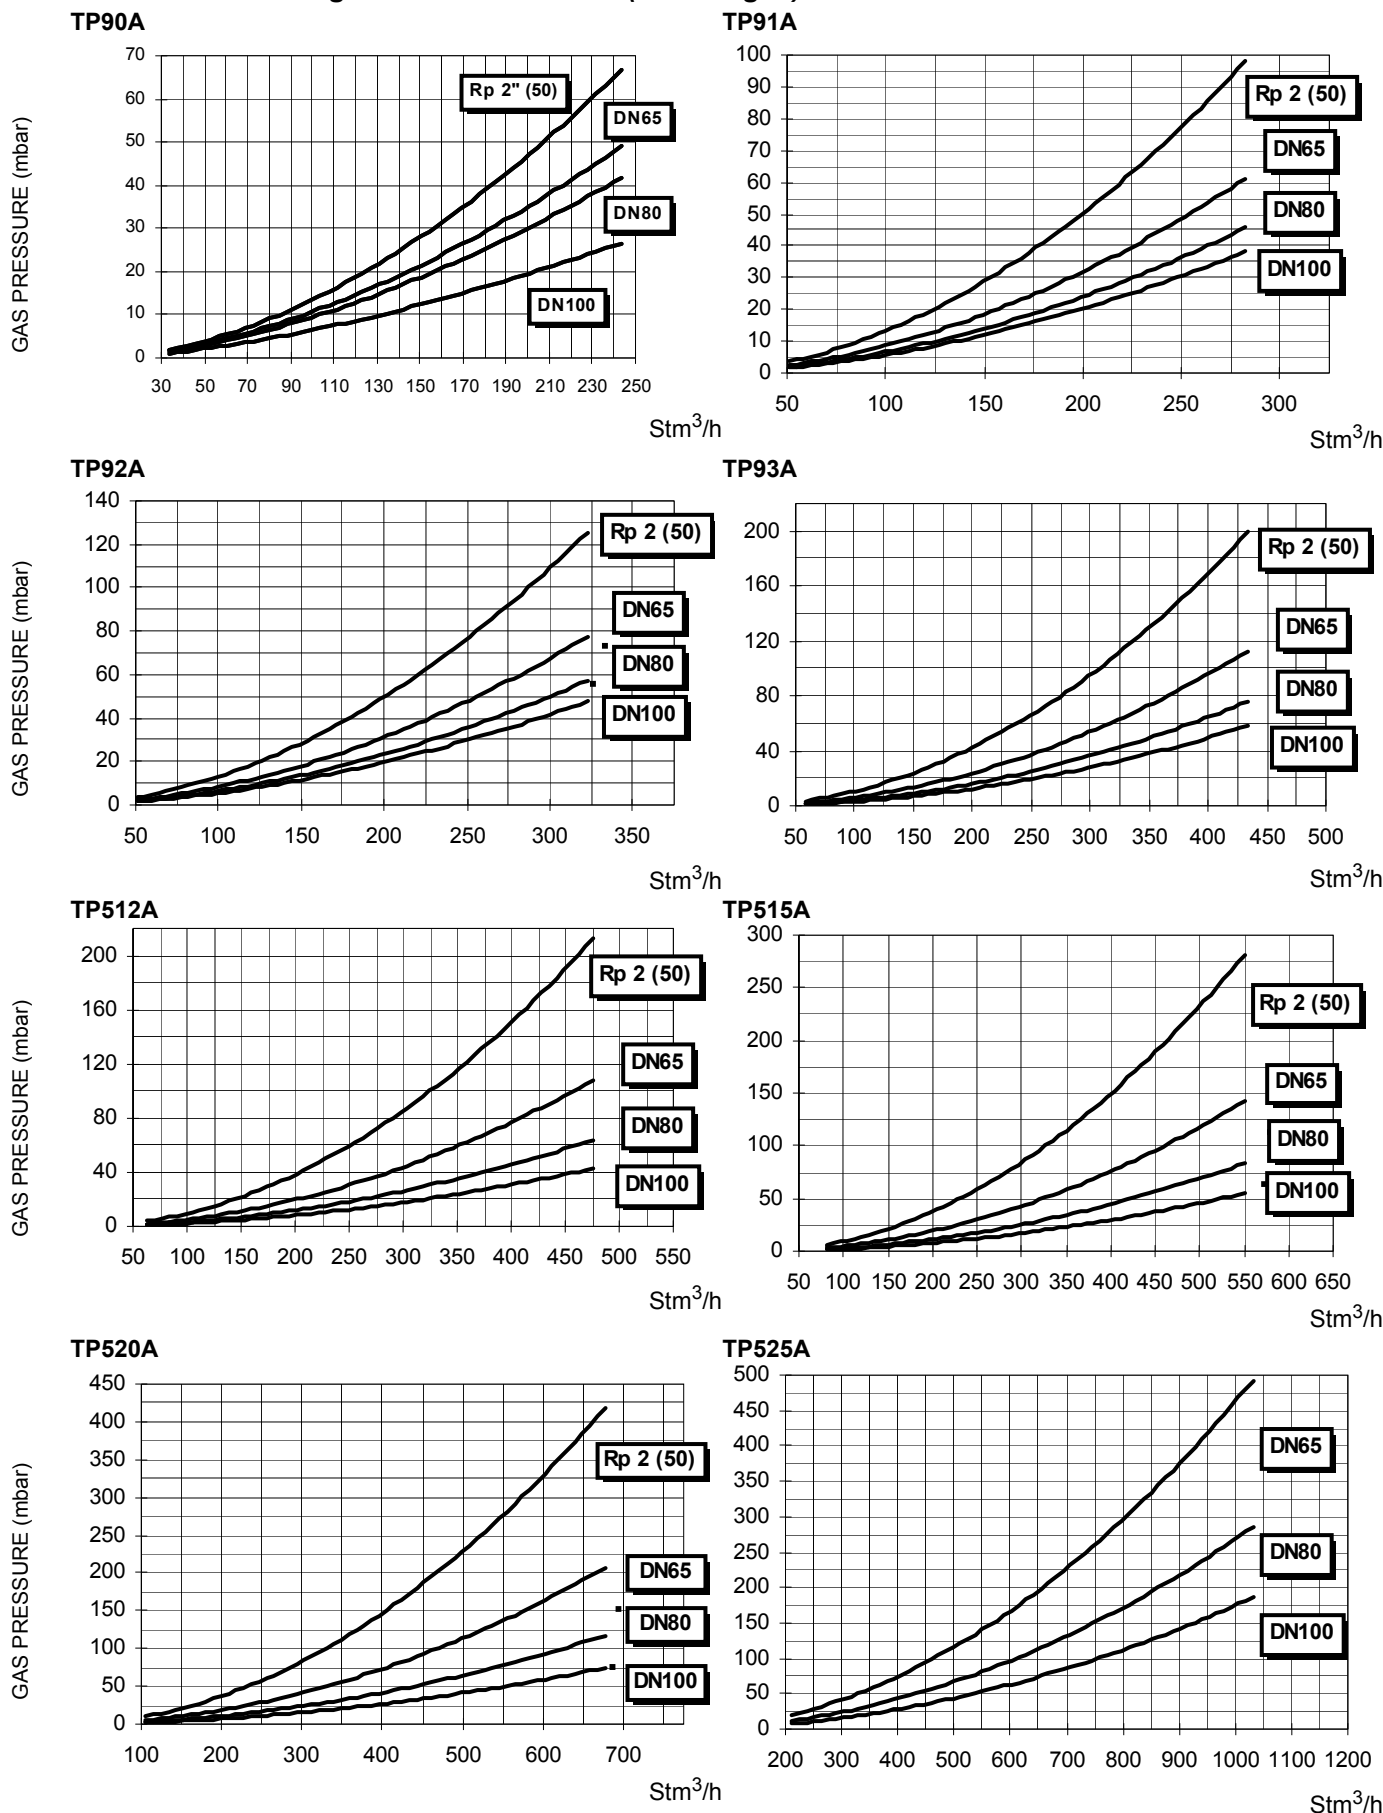 TP90A
TP91A
GAS PRESSURE (mbar)
70
60
50
40
30
20
10
0
Rp 2" (50)
DN65
DN80
DN100
30 50 70 90 110 130 150 170 190 210 230 250
Stm³/h
100
90
80
70
60
50
40
30
20
10
0
Rp 2 (50)
DN65
DN80
DN100
50 100 150 200 250 300
Stm³/h
TP92A
TP93A
GAS PRESSURE (mbar)
140
120
100
80
60
40
20
0
Rp 2 (50)
DN65
DN80
DN100
50 100 150 200 250 300 350
Stm³/h
200
160
120
80
40
0
Rp 2 (50)
DN65
DN80
DN100
50 100 150 200 250 300 350 400 450 500
Stm³/h
TP512A
TP515A
GAS PRESSURE (mbar)
200
160
120
80
40
0
Rp 2 (50)
DN65
DN80
DN100
50 100 150 200 250 300 350 400 450 500 550
Stm³/h
300
250
200
150
100
50
0
Rp 2 (50)
DN65
DN80
DN100
50 100 150 200 250 300 350 400 450 500 550 600 650
Stm³/h
TP520A
TP525A
GAS PRESSURE (mbar)
450
400
350
300
250
200
150
100
50
0
Rp 2 (50)
DN65
DN80
DN100
100 200 300 400 500 600 700
Stm³/h
500
450
400
350
300
250
200
150
100
50
0
DN65
DN80
DN100
200 300 400 500 600 700 800 900 1000 1100 1200
Stm³/h